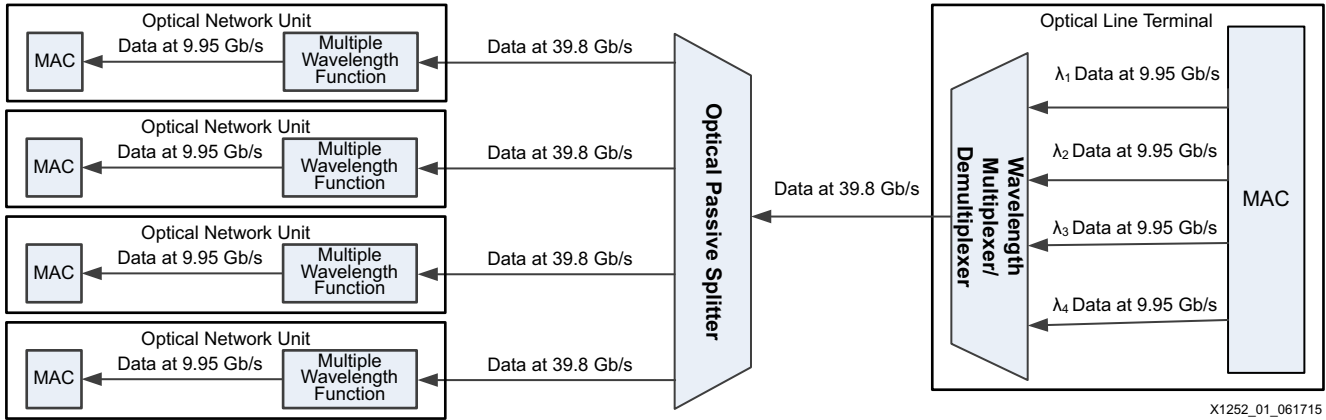 Optical Network Unit
MAC
Data at 9.95 Gb/s
Multiple
Wavelength
Function
Data at 39.8 Gb/s
Optical Network Unit
MAC
Data at 9.95 Gb/s
Multiple
Wavelength
Function
Data at 39.8 Gb/s
Optical Network Unit
MAC
Data at 9.95 Gb/s
Multiple
Wavelength
Function
Data at 39.8 Gb/s
Optical Network Unit
MAC
Data at 9.95 Gb/s
Multiple
Wavelength
Function
Data at 39.8 Gb/s
Optical Passive Splitter
Data at 39.8 Gb/s
Optical Line Terminal
Wavelength
Multiplexer/
Demultiplexer
λ1 Data at 9.95 Gb/s
λ2 Data at 9.95 Gb/s
λ3 Data at 9.95 Gb/s
λ4 Data at 9.95 Gb/s
MAC
X1252_01_061715